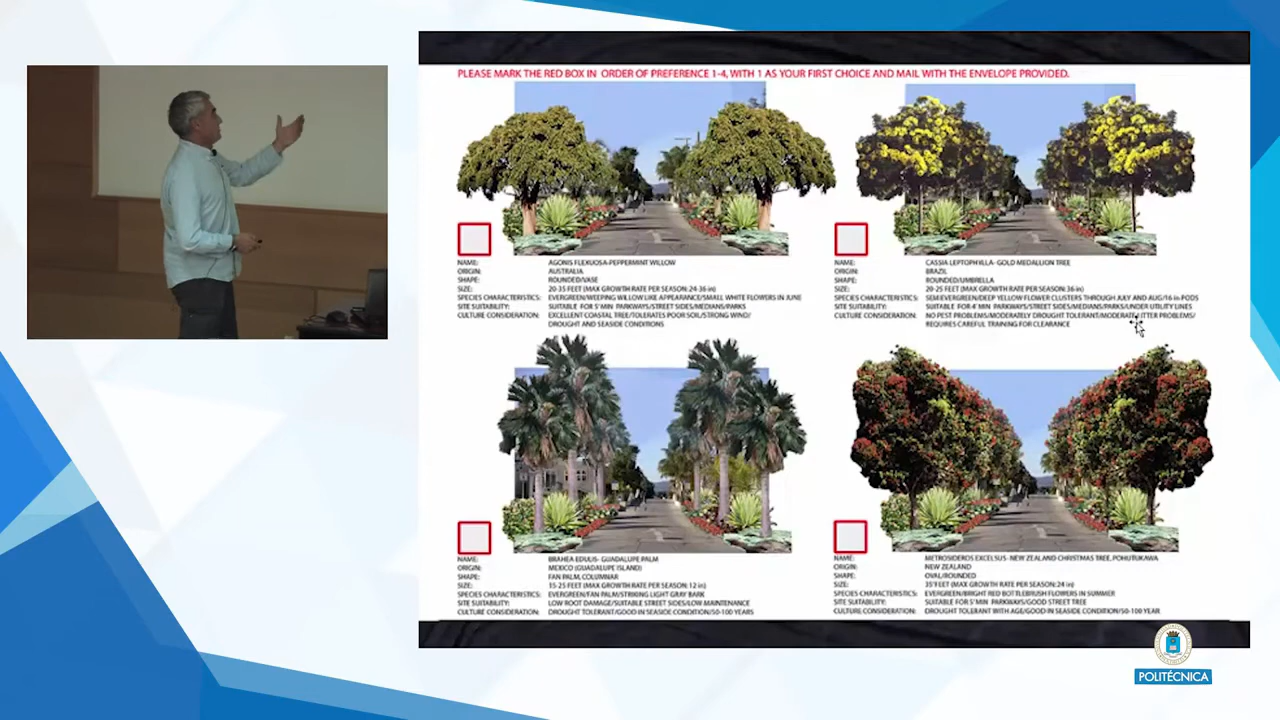 PLEASE MARK THE RED BOX IN ORDER OF PREFERENCE 1-4, WITH 1 AS YOUR FIRST CHOICE AND MAIL WITH THE ENVELOPE PROVIDED.
NAME: AGONIS FLEXUOSA-PEPPERMINT WILLOW
ORIGIN: AUSTRALIA
SHAPE: ROUNDED/VASE
SIZE: 20-35 FEET (MAX GROWTH RATE PER SEASON: 24-36 in)
SPECIES CHARACTERISTICS: EVERGREEN/WEEPING WILLOW LIKE APPEARANCE/SMALL WHITE FLOWERS IN JUNE
SITE SUITABILITY: SUITABLE FOR 5' MIN PARKWAYS/STREET SIDES/MEDIANS/PARKS
CULTURE CONSIDERATION: EXCELLENT COASTAL TREE/TOLERATES POOR SOIL/STRONG WIND/
DROUGHT AND SEASIDE CONDITIONS
NAME: CASSIA LEPTOPHYLLA- GOLD MEDALLION TREE
ORIGIN: BRAZIL
SHAPE: ROUNDED/UMBRELLA
SIZE: 20-25 FEET (MAX GROWTH RATE PER SEASON: 36 in)
SPECIES CHARACTERISTICS: SEMI EVERGREEN/DEEP YELLOW FLOWER CLUSTERS THROUGH JULY AND AUG/16 in PODS
SITE SUITABILITY: SUITABLE FOR 4' MIN PARKWAYS/STREET SIDES/MEDIANS/PARKS/UNDER UTILITY LINES
CULTURE CONSIDERATION: NO PEST PROBLEMS/MODERATELY DROUGHT TOLERANT/MODERATE LITTER PROBLEMS/
REQUIRES CAREFUL TRAINING FOR CLEARANCE
NAME: BRAHEA EDULIS- GUADALUPE PALM
ORIGIN: MEXICO (GUADALUPE ISLAND)
SHAPE: FAN PALM, COLUMNAR
SIZE: 15-25 FEET (MAX GROWTH RATE PER SEASON: 12 in)
SPECIES CHARACTERISTICS: EVERGREEN/FAN PALM/STRIKING LIGHT GRAY BARK
SITE SUITABILITY: LOW ROOT DAMAGE/SUITABLE STREET SIDES/LOW MAINTENANCE
CULTURE CONSIDERATION: DROUGHT TOLERANT/GOOD IN SEASIDE CONDITION/50-100 YEARS
NAME: METROSIDEROS EXCELSUS- NEW ZEALAND CHRISTMAS TREE, POHUTUKAWA
ORIGIN: NEW ZEALAND
SHAPE: OVAL/ROUNDED
SIZE: 35 FEET (MAX GROWTH RATE PER SEASON: 24 in)
SPECIES CHARACTERISTICS: EVERGREEN/BRIGHT RED BOTTLEBRUSH FLOWERS IN SUMMER
SITE SUITABILITY: SUITABLE FOR 5' MIN PARKWAYS/GOOD STREET TREE
CULTURE CONSIDERATION: DROUGHT TOLERANT WITH AGE/GOOD IN SEASIDE CONDITION/50-100 YEAR
POLITÉCNICA